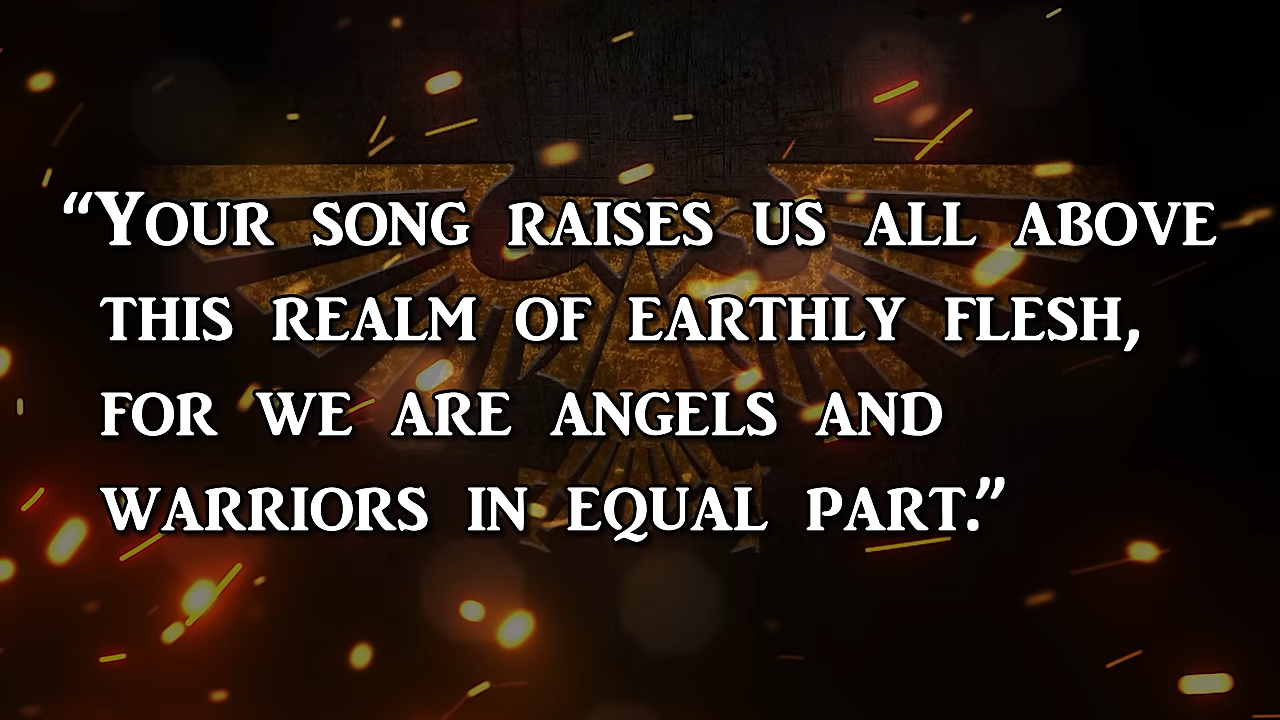 “Your song raises us all above
this realm of earthly flesh,
for we are angels and
warriors in equal part.”